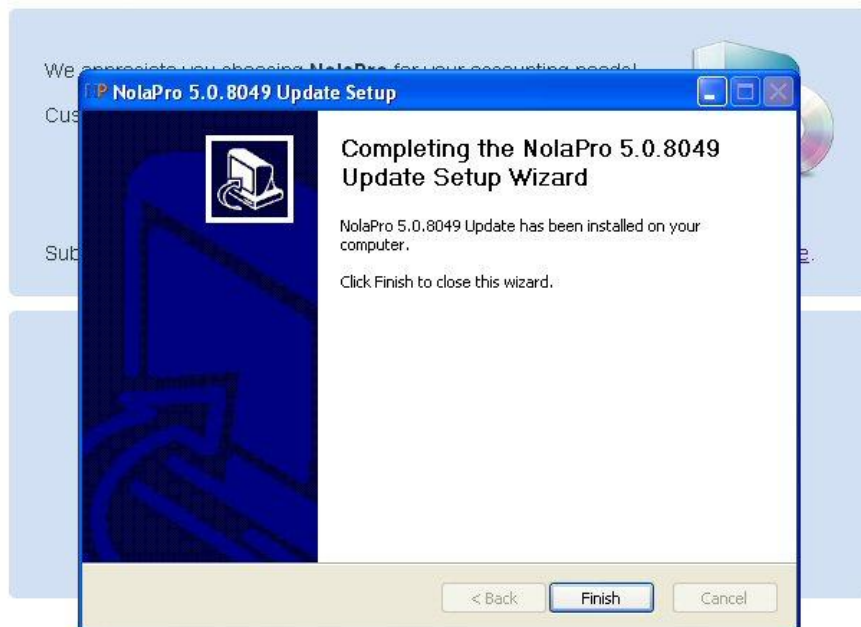 We appreciate you choosing NolaPro for your accounting needs!
NolaPro 5.0.8049 Update Setup
Cus
Completing the NolaPro 5.0.8049
Update Setup Wizard
NolaPro 5.0.8049 Update has been installed on your
computer.
Sub
e.
Click Finish to close this wizard.
< Back
Finish
Cancel